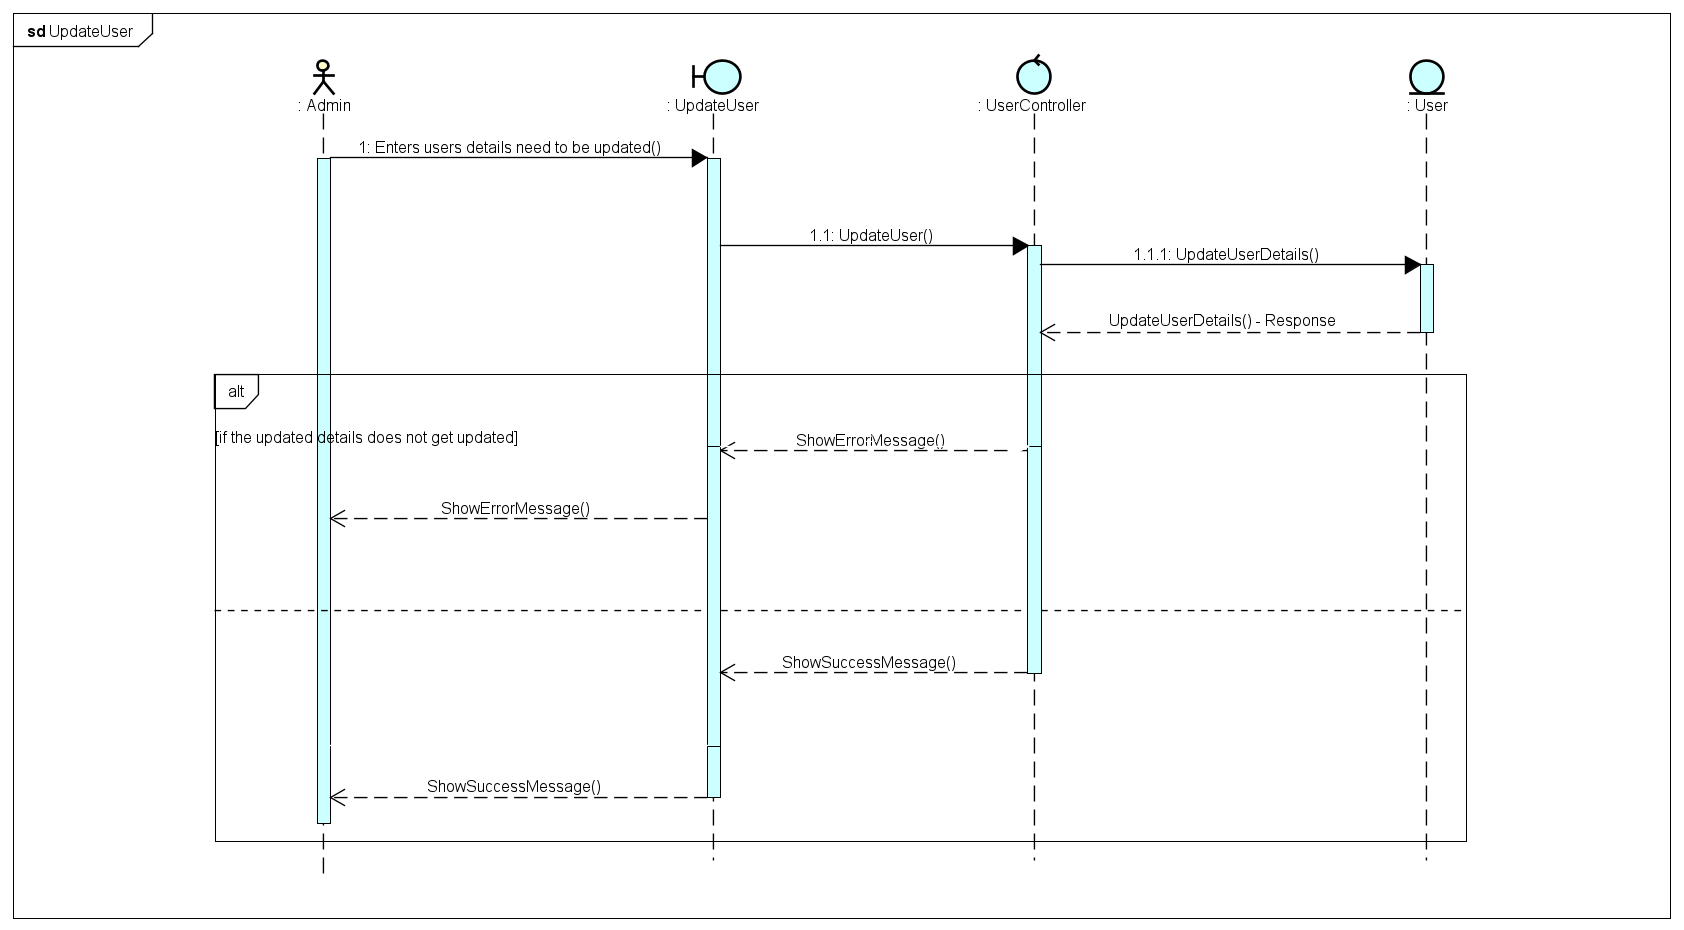 sd UpdateUser
: Admin
: UpdateUser
: UserController
: User
1: Enters users details need to be updated()
1.1: UpdateUser()
1.1.1: UpdateUserDetails()
UpdateUserDetails() - Response
alt
[if the updated details does not get updated]
ShowErrorMessage()
ShowErrorMessage()
ShowSuccessMessage()
ShowSuccessMessage()